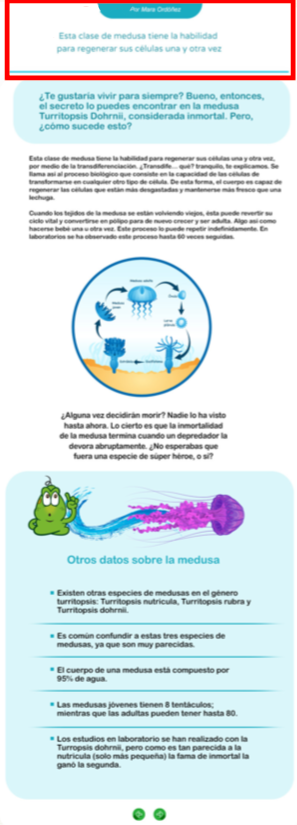 Por Mara Ordóñez
Esta clase de medusa tiene la habilidad
para regenerar sus células una y otra vez
¿Te gustaría vivir para siempre? Bueno, entonces,
el secreto lo puedes encontrar en la medusa
Turritopsis Dohrnii, considerada inmortal. Pero,
¿cómo sucede esto?
Esta clase de medusa tiene la habilidad para regenerar sus células una y otra vez,
por medio de la transdiferenciación. ¿Transdife... qué? tranquilo, te explicamos. Se
llama así al proceso biológico que consiste en la capacidad de las células de
transformarse en cualquier otro tipo de célula. De esta forma, el cuerpo es capaz de
regenerar las células que están más desgastadas y mantenerse más fresco que una
lechuga.
Cuando los tejidos de la medusa se están volviendo viejos, ésta puede revertir su
ciclo vital y convertirse en pólipo para de nuevo crecer y ser adulta. Algo así como
hacerse bebé una u otra vez. Este proceso lo puede repetir indefinidamente. En
laboratorios se ha observado este proceso hasta 60 veces seguidas.
Medusa adulta
Medusa
¿Alguna vez decidirán morir? Nadie lo ha visto
hasta ahora. Lo cierto es que la inmortalidad
de la medusa termina cuando un depredador la
devora abruptamente. ¿No esperabas que
fuera una especie de súper héroe, o sí?
Otros datos sobre la medusa
Existen otras especies de medusas en el género
turritopsis: Turritopsis nutricula, Turritopsis rubra y
Turritopsis dohrnii.
Es común confundir a estas tres especies de
medusas, ya que son muy parecidas.
El cuerpo de una medusa está compuesto por
95% de agua.
Las medusas jóvenes tienen 8 tentáculos;
mientras que las adultas pueden tener hasta 80.
Los estudios en laboratorio se han realizado con la
Turropsis dohrnii, pero como es tan parecida a la
nutricula (solo más pequeña) la fama de inmortal la
ganó la segunda.